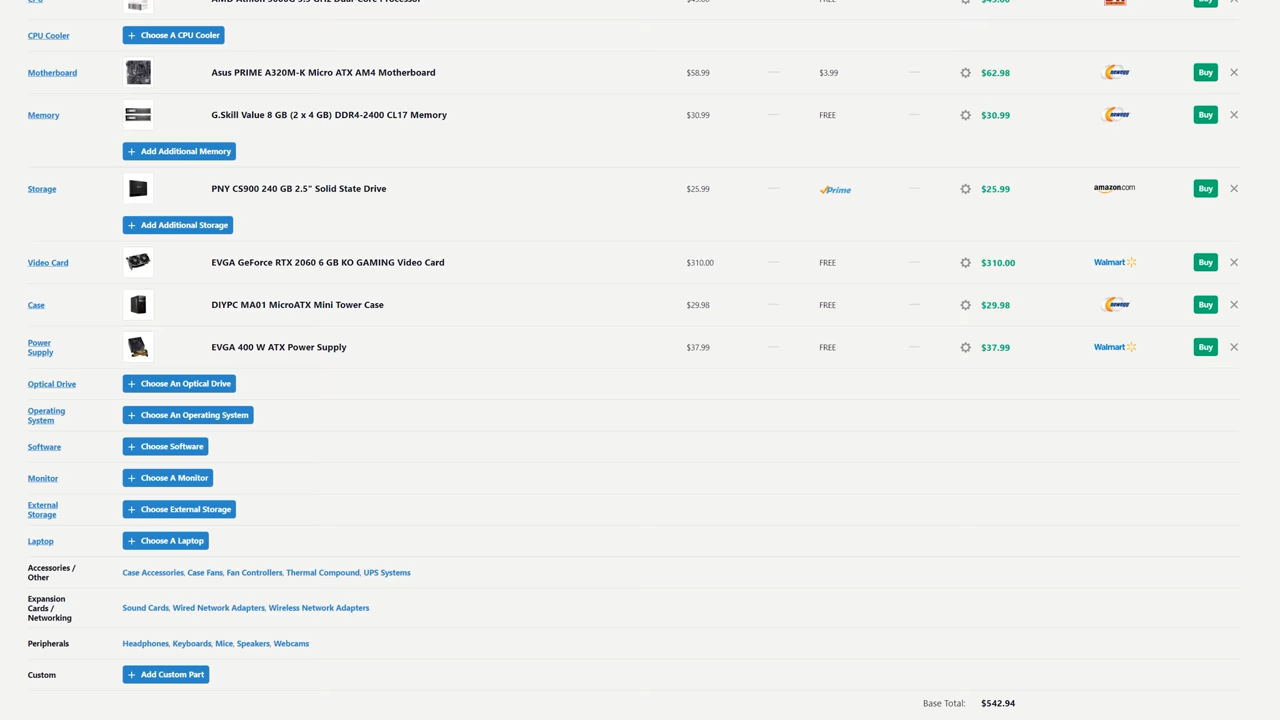 CPU Cooler + Choose A CPU Cooler
Motherboard Asus PRIME A320M-K Micro ATX AM4 Motherboard $58.99 — $3.99 — $62.98 newegg Buy ×
Memory G.Skill Value 8 GB (2 x 4 GB) DDR4-2400 CL17 Memory $30.99 — FREE — $30.99 newegg Buy ×
+ Add Additional Memory
Storage PNY CS900 240 GB 2.5" Solid State Drive $25.99 — Prime — $25.99 amazon.com Buy ×
+ Add Additional Storage
Video Card EVGA GeForce RTX 2060 6 GB KO GAMING Video Card $310.00 — FREE — $310.00 Walmart Buy ×
Case DIYPC MA01 MicroATX Mini Tower Case $29.98 — FREE — $29.98 newegg Buy ×
Power
Supply EVGA 400 W ATX Power Supply $37.99 — FREE — $37.99 Walmart Buy ×
Optical Drive + Choose An Optical Drive
Operating
System + Choose An Operating System
Software + Choose Software
Monitor + Choose A Monitor
External
Storage + Choose External Storage
Laptop + Choose A Laptop
Accessories /
Other Case Accessories, Case Fans, Fan Controllers, Thermal Compound, UPS Systems
Expansion
Cards / Sound Cards, Wired Network Adapters, Wireless Network Adapters
Networking
Peripherals Headphones, Keyboards, Mice, Speakers, Webcams
Custom + Add Custom Part
Base Total: $542.94